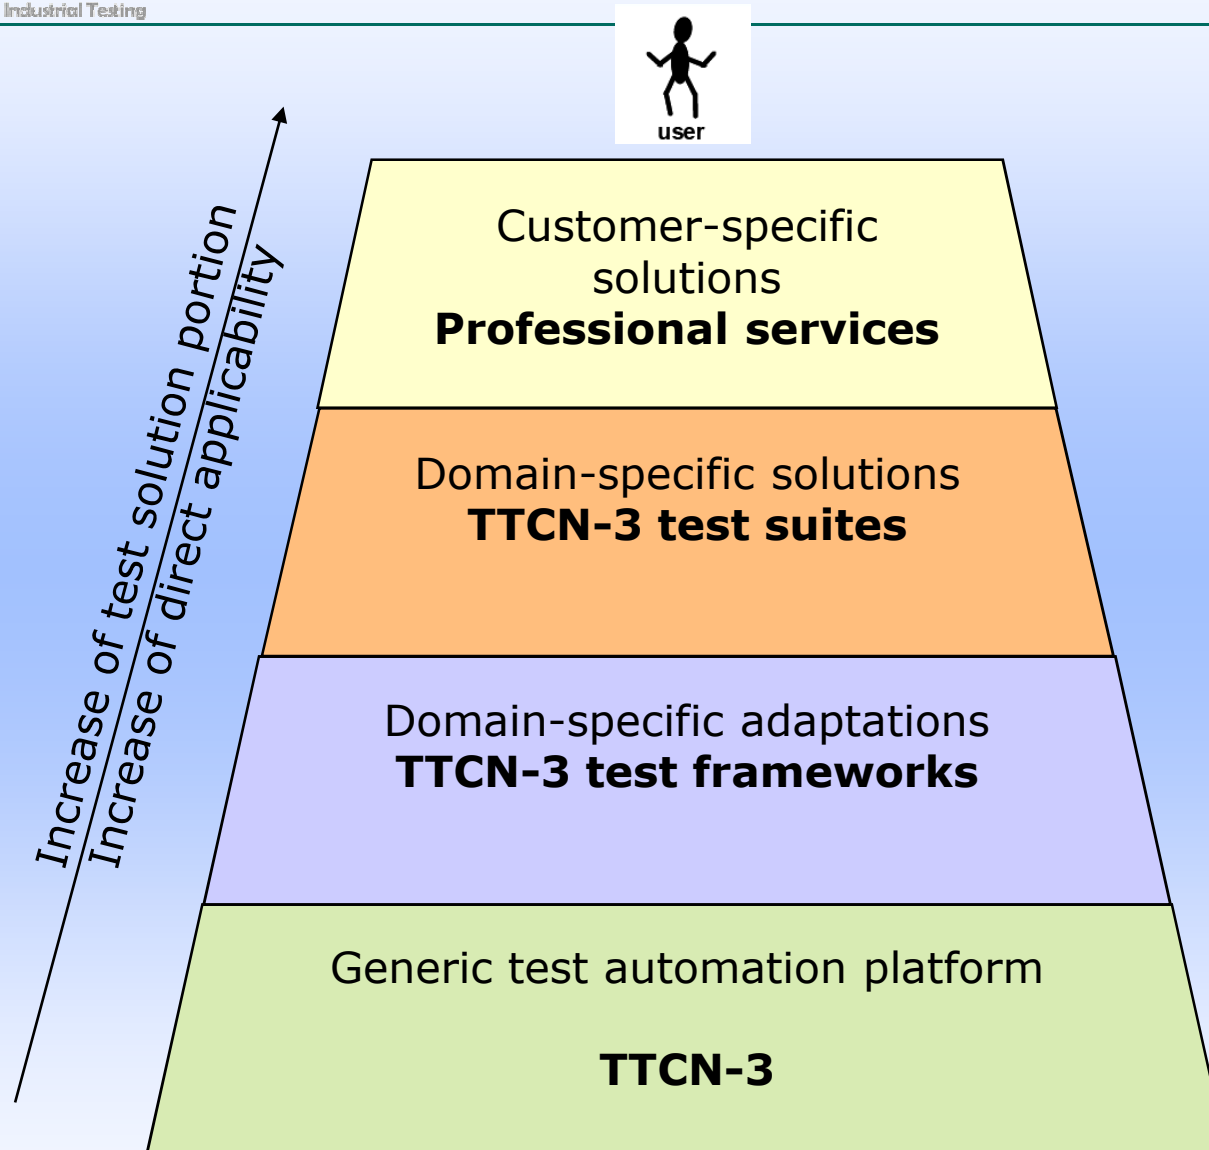 Industrial Testing
user
Increase of test solution portion
Increase of direct applicability
Customer-specific
solutions
Professional services
Domain-specific solutions
TTCN-3 test suites
Domain-specific adaptations
TTCN-3 test frameworks
Generic test automation platform
TTCN-3